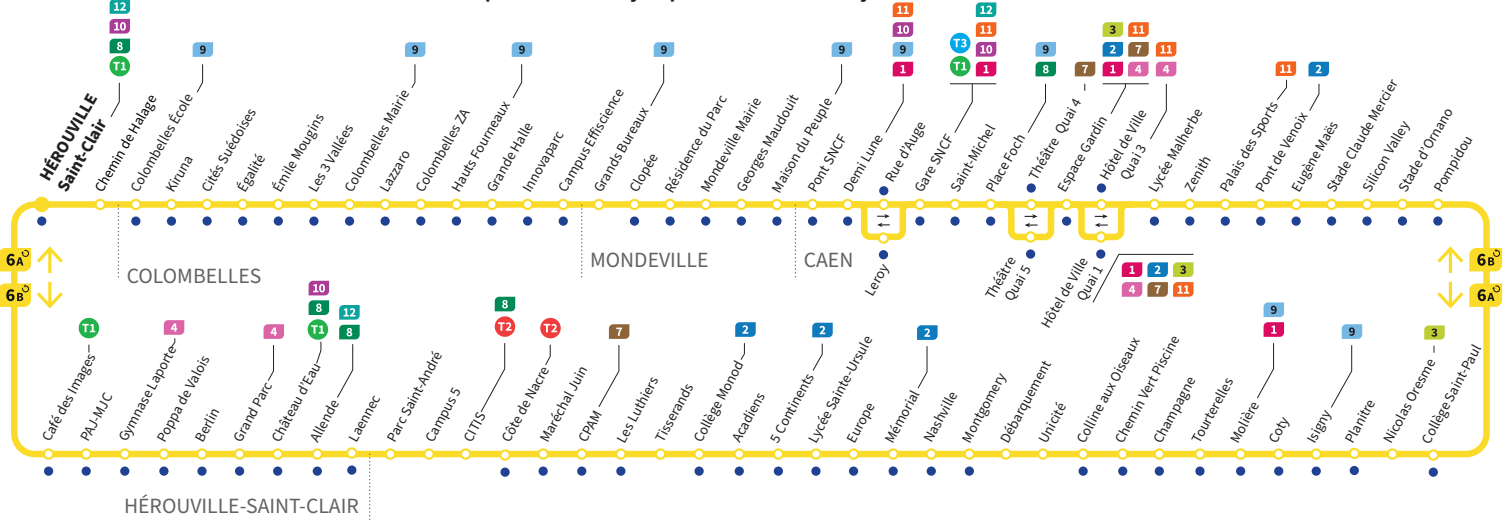 12
10
8
T1
9
9
9
9
9
11
10
9
1
T3
T1
12
11
10
1
9
8
7
3
2
1
11
7
4
11
4
11
2
HÉROUVILLE
Saint-Clair
Chemin de Halage
Colombelles École
Kiruna
Cités Suédoises
Égalité
Émile Mougins
Les 3 Vallées
Colombelles Mairie
Lazzaro
Colombelles ZA
Hauts Fourneaux
Grande Halle
Innovaparc
Campus Effiscience
Grands Bureaux
Clopée
Résidence du Parc
Mondeville Mairie
Georges Maudouit
Maison du Peuple
Pont SNCF
Demi Lune
Rue d'Auge
Gare SNCF
Saint-Michel
Place Foch
Théâtre Quai 4
Espace Gardin
Hôtel de Ville
Quai 3
Lycée Malherbe
Zenith
Palais des Sports
Pont de Venoix
Eugène Maës
Stade Claude Mercier
Silicon Valley
Stade d'Ornano
Pompidou
6A
6B
COLOMBELLES
MONDEVILLE
CAEN
Leroy
Théâtre
Quai 5
Hôtel de Ville
Quai 1
1 2 3
4 7 11
6B
6A
T1
4
4
10
8
T1
12
8
8
T2
T2
7
2
2
2
9
1
9
3
Café des Images
PAJ-MJC
Gymnase Laporte
Poppa de Valois
Berlin
Grand Parc
Château d'Eau
Allende
Laennec
Parc Saint-André
Campus 5
CITIS
Côte de Nacre
Maréchal Juin
CPAM
Les Luthiers
Tisserands
Collège Monod
Acadiens
5 Continents
Lycée Sainte-Ursule
Europe
Mémorial
Nashville
Montgomery
Débarquement
Unicité
Colline aux Oiseaux
Chemin Vert Piscine
Champagne
Tourterelles
Molière
Coty
Isigny
Planitre
Nicolas Oresme
Collège Saint-Paul
HÉROUVILLE-SAINT-CLAIR